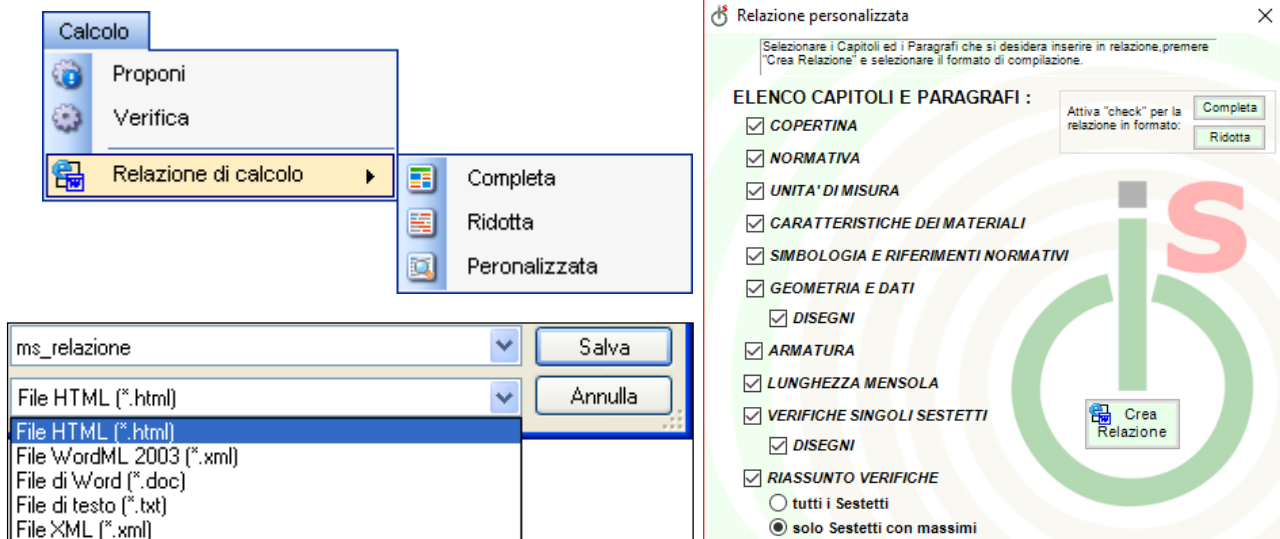 Calcolo
Proponi
Verifica
Relazione di calcolo
Completa
Ridotta
Peronalizzata
ms_relazione
Salva
File HTML (*.html)
Annulla
File HTML (*.html)
File WordML 2003 (*.xml)
File di Word (*.doc)
File di testo (*.txt)
File XML (*.xml)
Relazione personalizzata
Selezionare i Capitoli ed i Paragrafi che si desidera inserire in relazione,premere
"Crea Relazione" e selezionare il formato di compilazione.
ELENCO CAPITOLI E PARAGRAFI :
Attiva "check" per la
relazione in formato:
Completa
Ridotta
COPERTINA
NORMATIVA
UNITA' DI MISURA
CARATTERISTICHE DEI MATERIALI
SIMBOLOGIA E RIFERIMENTI NORMATIVI
GEOMETRIA E DATI
DISEGNI
ARMATURA
LUNGHEZZA MENSOLA
VERIFICHE SINGOLI SESTETTI
DISEGNI
RIASSUNTO VERIFICHE
tutti i Sestetti
solo Sestetti con massimi
Crea
Relazione
is